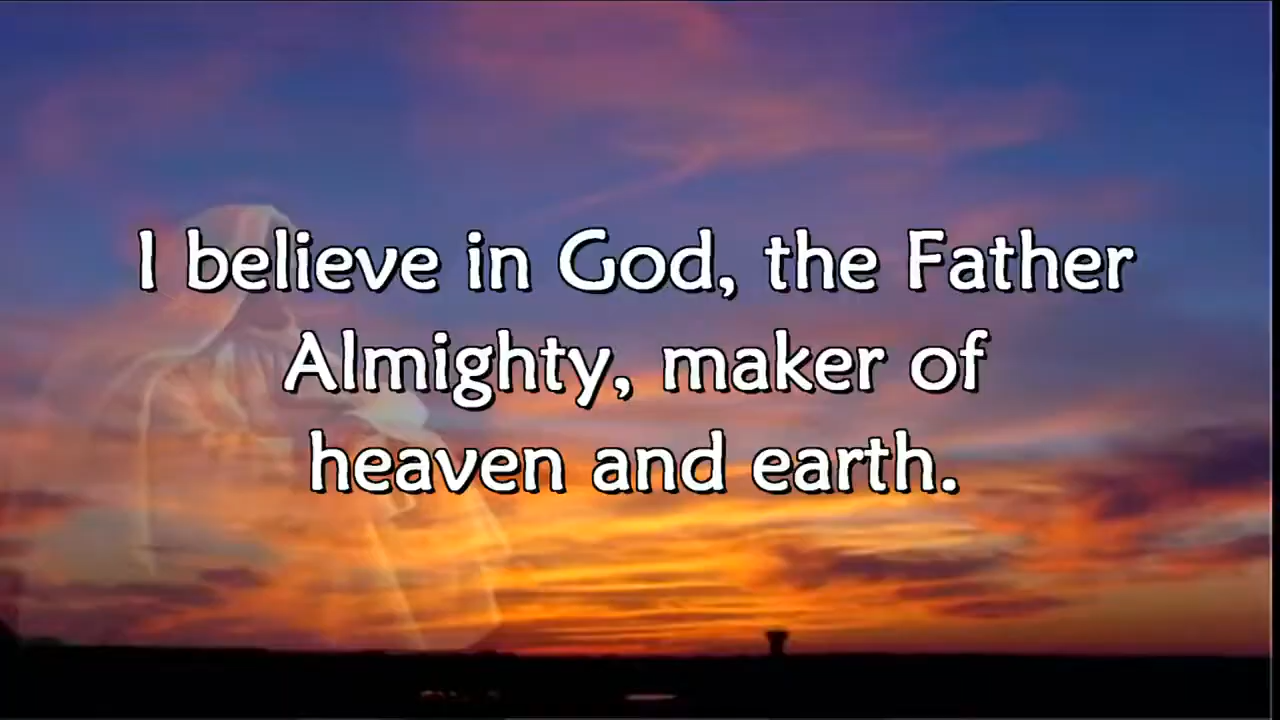 I believe in God, the Father
Almighty, maker of
heaven and earth.